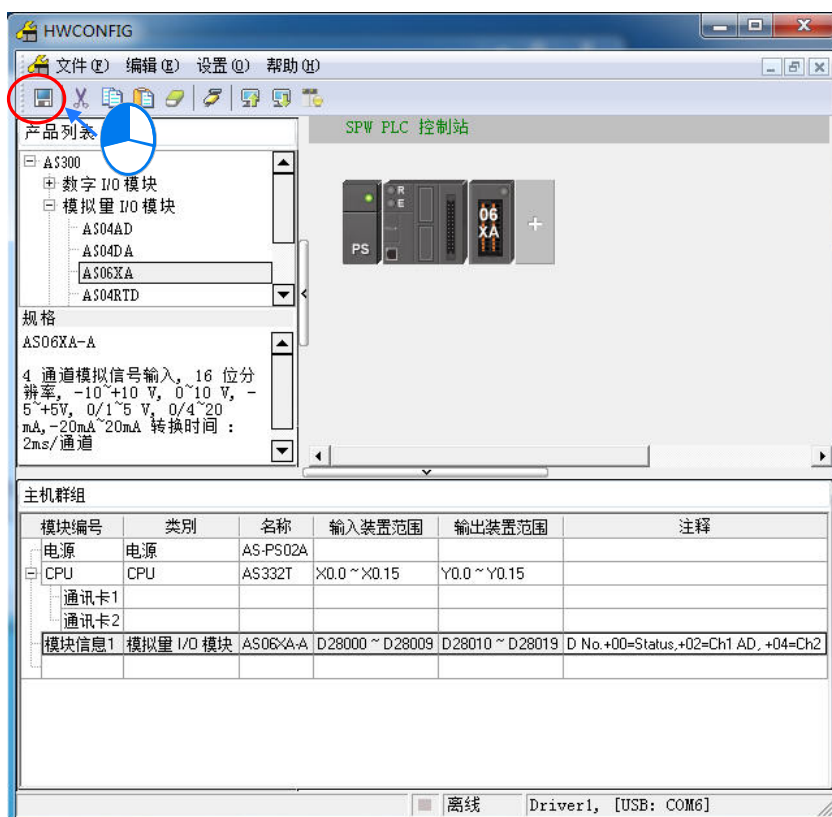 HWCONFIG
文件(F) 编辑(E) 设置(O) 帮助(H)
产品列表
SPW PLC 控制站
AS300
数字 I/O 模块
模拟量 I/O 模块
AS04AD
AS04DA
AS06XA
AS04RTD
PS
R
E
06
XA
+
规格
AS06XA-A
4 通道模拟信号输入, 16 位分
辨率, -10~+10 V, 0~10 V, -
5~+5V, 0/1~5 V, 0/4~20
mA,-20mA~20mA 转换时间 :
2ms/通道
主机群组
模块编号 类别 名称 输入装置范围 输出装置范围 注释
电源 电源 AS-PS02A
CPU CPU AS332T X0.0 ~ X0.15 Y0.0 ~ Y0.15
通讯卡1
通讯卡2
模块信息1 模拟量 I/O 模块 AS06XA-A D28000 ~ D28009 D28010 ~ D28019 D No.+00=Status,+02=Ch1 AD, +04=Ch2
离线 Driver1, [USB: COM6]